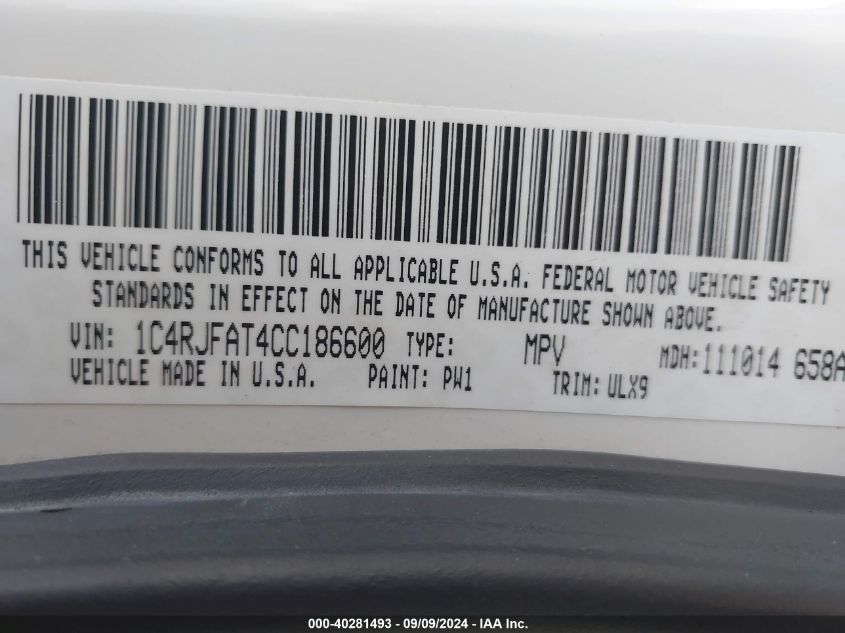 THIS VEHICLE CONFORMS TO ALL APPLICABLE U.S.A. FEDERAL MOTOR VEHICLE SAFETY
STANDARDS IN EFFECT ON THE DATE OF MANUFACTURE SHOWN ABOVE.
VIN: 1C4RJFAT4CC186600 TYPE: MPV MDH:111014 658A
VEHICLE MADE IN U.S.A. PAINT: PW1 TRIM: ULX9
000-40281493 - 09/09/2024 - IAA Inc.